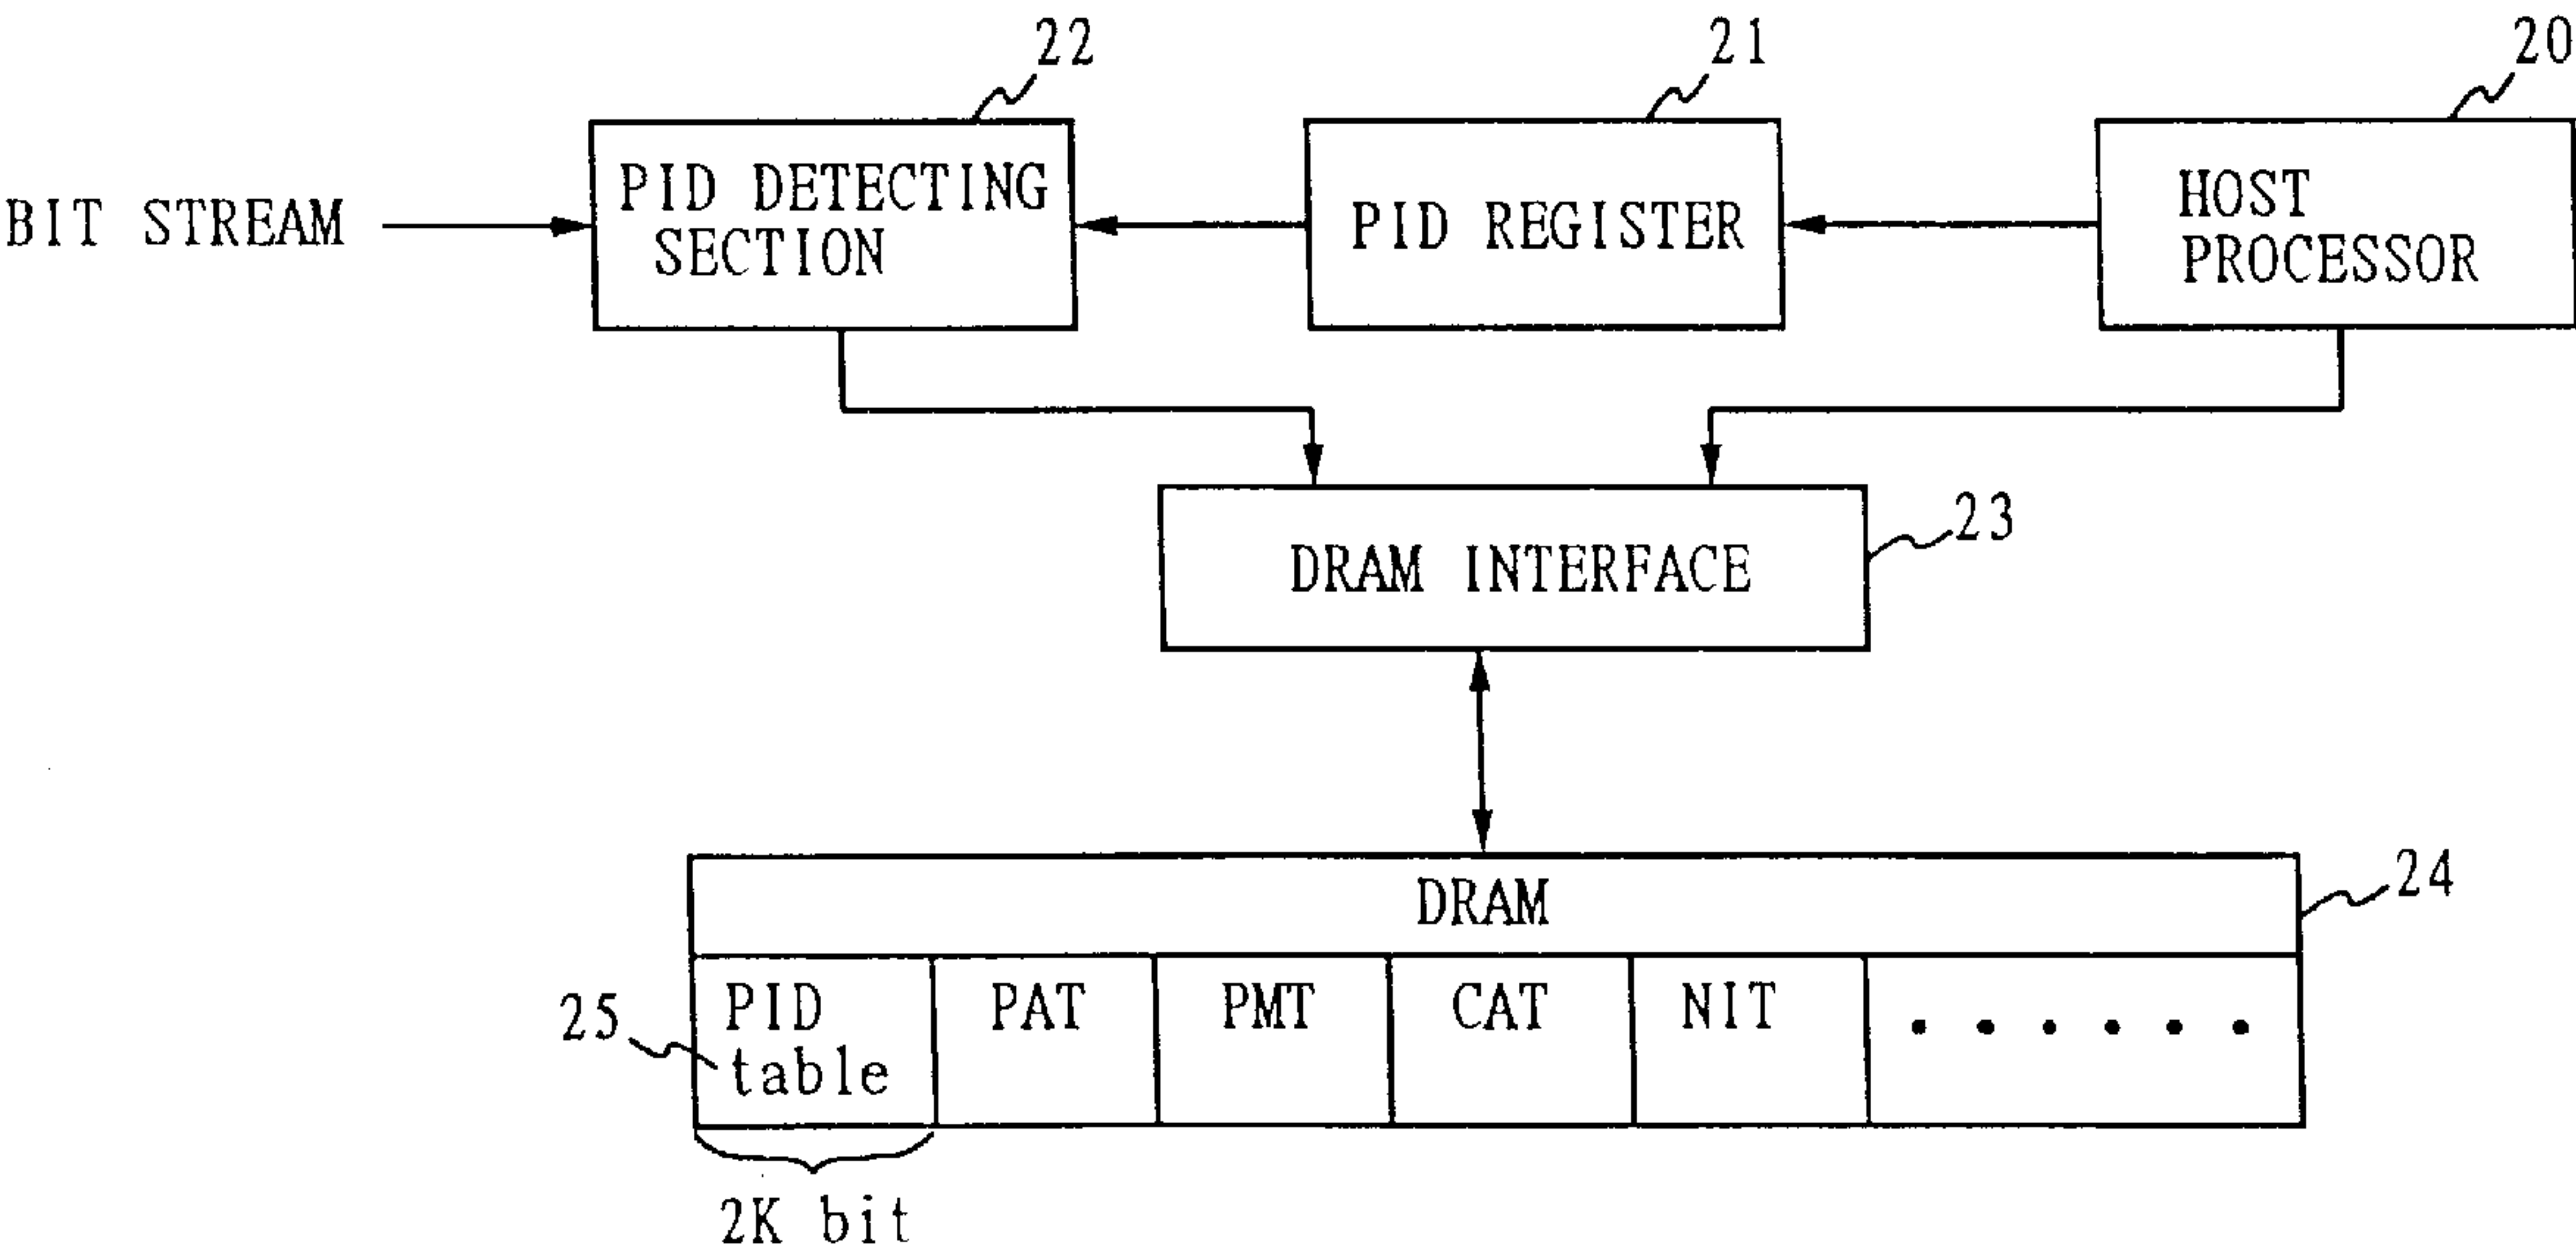 22
21
20
BIT STREAM
PID DETECTING
SECTION
PID REGISTER
HOST
PROCESSOR
23
DRAM INTERFACE
24
DRAM
25
PID
table
PAT
PMT
CAT
NIT
2K bit